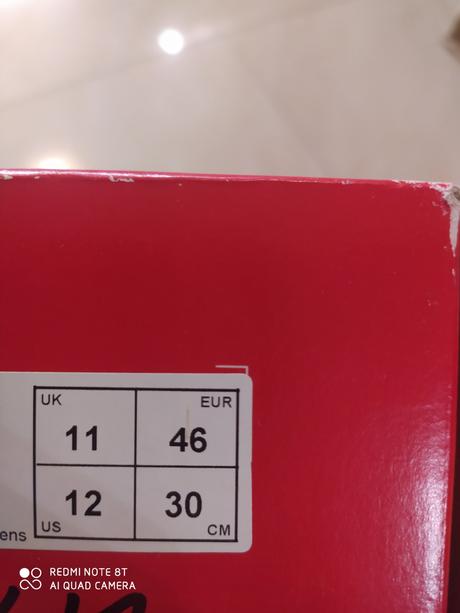 UK EUR
11 46
12 30
US CM
ens
REDMI NOTE 8T
AI QUAD CAMERA